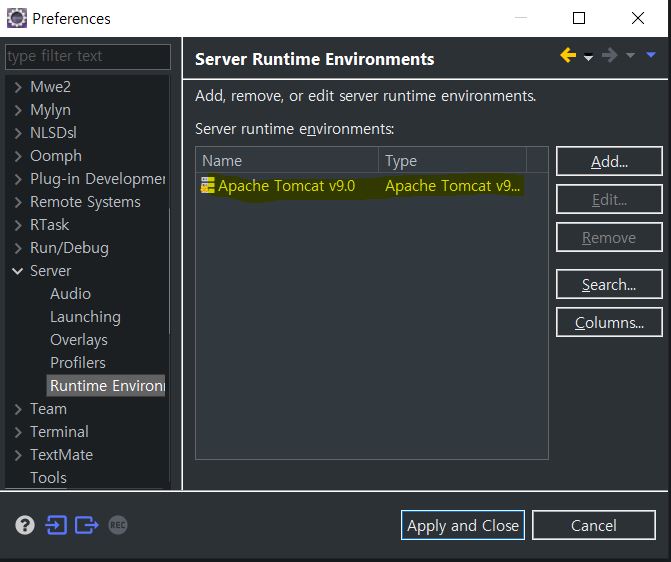 Preferences
type filter text
Mwe2
Mylyn
NLSDsl
Oomph
Plug-in Developmer
Remote Systems
RTask
Run/Debug
Server
Audio
Launching
Overlays
Profilers
Runtime Environ
Team
Terminal
TextMate
Tools
Server Runtime Environments
Add, remove, or edit server runtime environments.
Server runtime environments:
Name Type
Apache Tomcat v9.0 Apache Tomcat v9...
Add...
Edit...
Remove
Search...
Columns...
? REC
Apply and Close Cancel